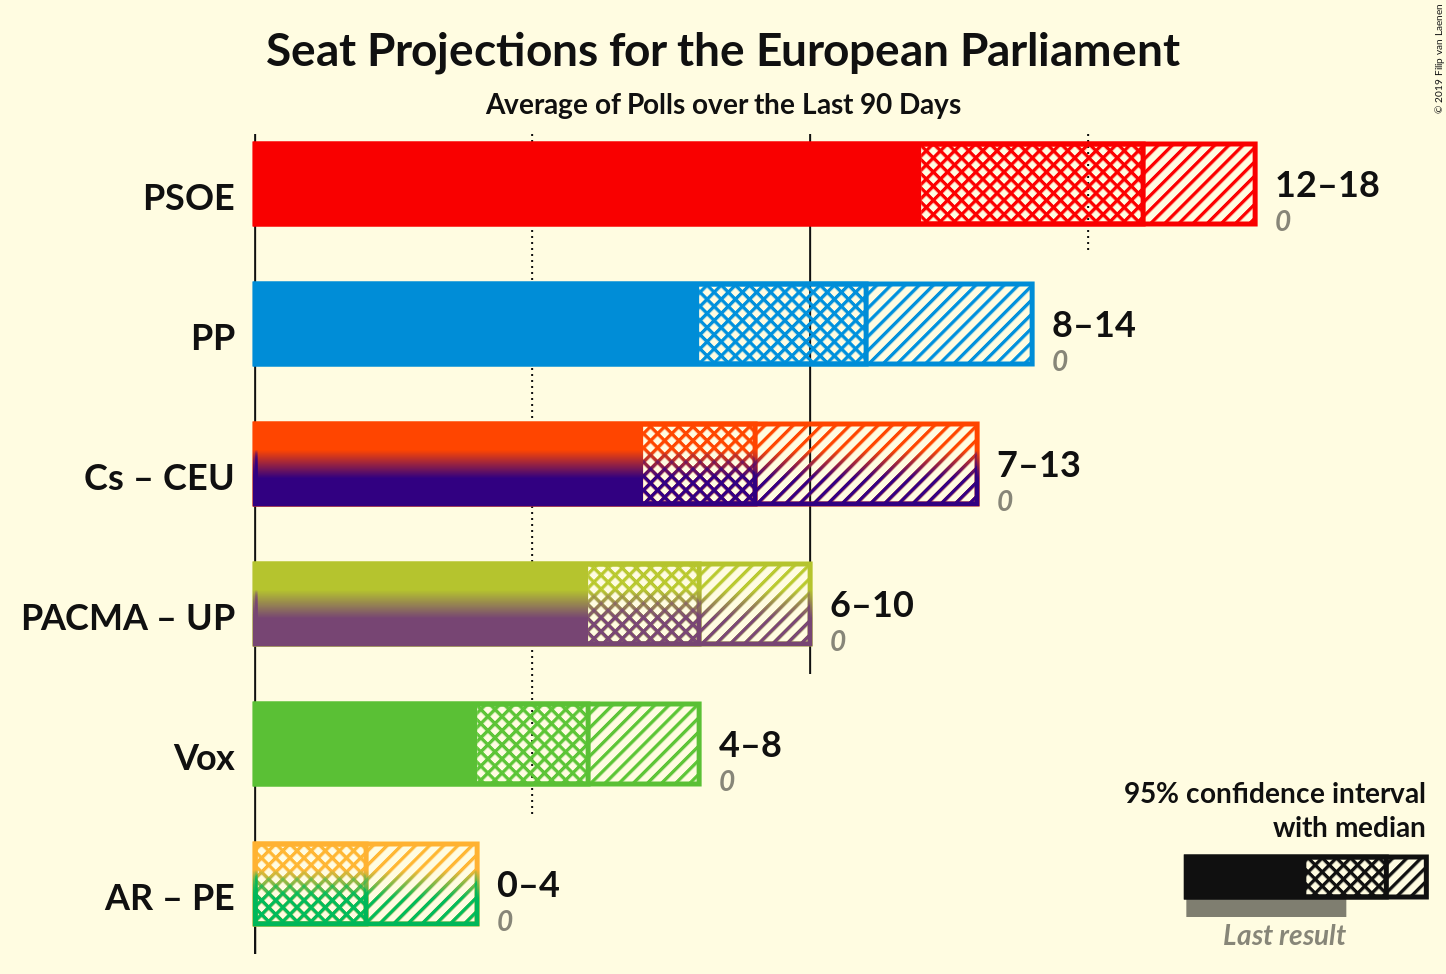 Seat Projections for the European Parliament
Average of Polls over the Last 90 Days
© 2019 Filip van Laenen
PSOE
12–18
0
PP
8–14
0
Cs – CEU
7–13
0
PACMA – UP
6–10
0
Vox
4–8
0
AR – PE
0–4
0
95% confidence interval
with median
Last result